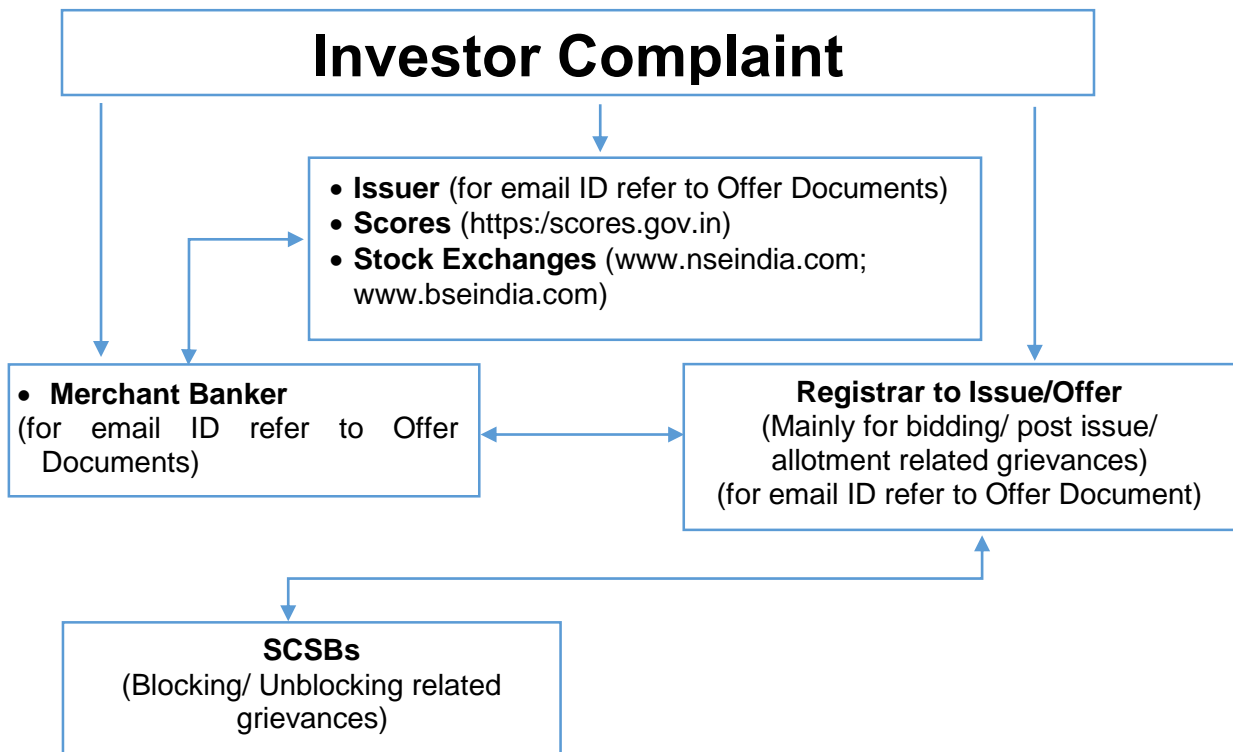 Investor Complaint
• Issuer (for email ID refer to Offer Documents)
• Scores (https:/scores.gov.in)
• Stock Exchanges (www.nseindia.com;
www.bseindia.com)
• Merchant Banker
(for email ID refer to Offer
Documents)
Registrar to Issue/Offer
(Mainly for bidding/ post issue/
allotment related grievances)
(for email ID refer to Offer Document)
SCSBs
(Blocking/ Unblocking related
grievances)